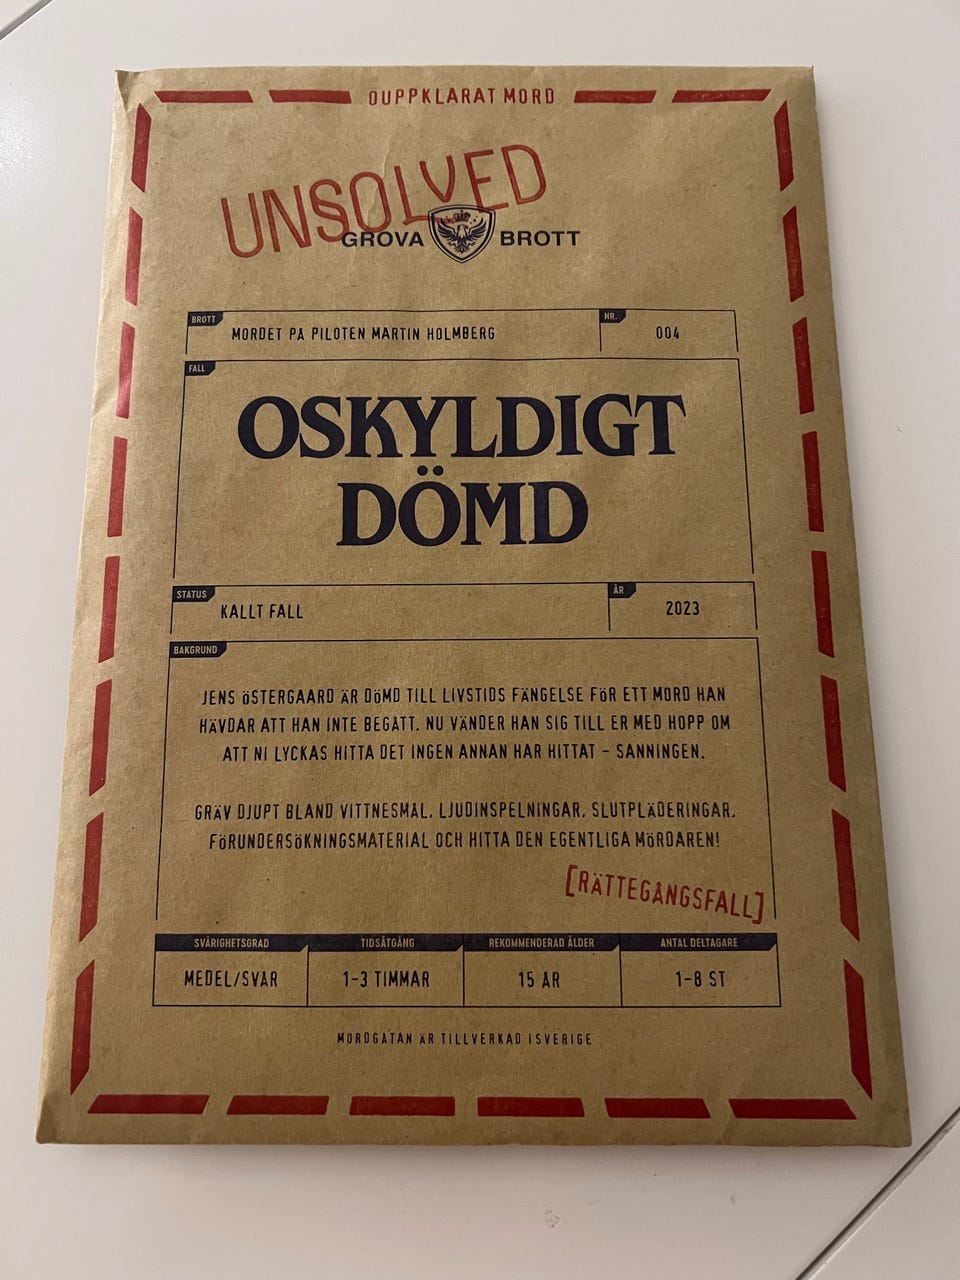 OUPPKLARAT MORD
UNSOLVED
GROVA BROTT
BROTT
MORDET PÅ PILOTEN MARTIN HOLMBERG
NR.
004
FALL
OSKYLDIGT
DÖMD
STATUS
KALLT FALL
ÅR
2023
BAKGRUND
JENS ÖSTERGAARD ÄR DÖMD TILL LIVSTIDS FÄNGELSE FÖR ETT MORD HAN
HÄVDAR ATT HAN INTE BEGÅTT. NU VÄNDER HAN SIG TILL ER MED HOPP OM
ATT NI LYCKAS HITTA DET INGEN ANNAN HAR HITTAT – SANNINGEN.
GRÄV DJUPT BLAND VITTNESMÅL, LJUDINSPELNINGAR, SLUTPLÄDERINGAR,
FÖRUNDERSÖKNINGSMATERIAL OCH HITTA DEN EGENTLIGA MÖRDAREN!
[RÄTTEGÅNGSFALL]
SVÅRIGHETSGRAD
TIDSÅTGÅNG
REKOMMENDERAD ÅLDER
ANTAL DELTAGARE
MEDEL/SVÅR
1-3 TIMMAR
15 ÅR
1-8 ST
MORDGÅTAN ÄR TILLVERKAD I SVERIGE